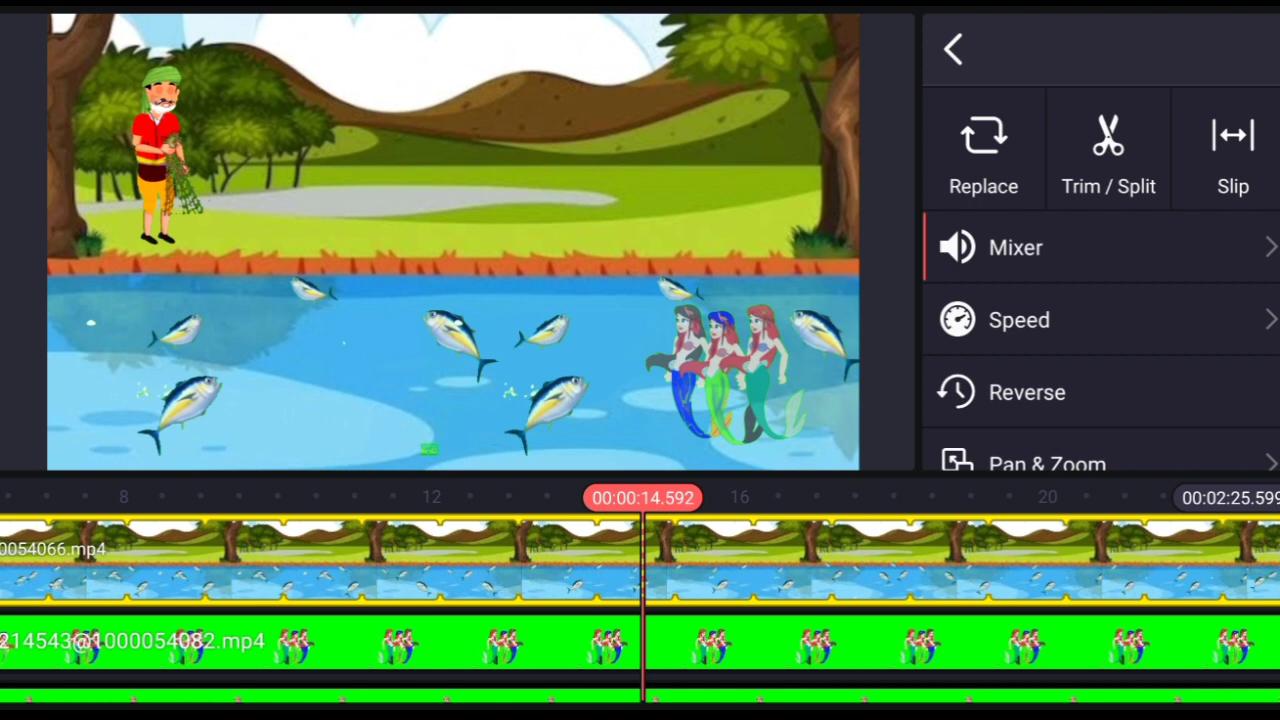 Replace
Trim / Split
Slip
Mixer
Speed
Reverse
Pan & Zoom
8
12
00:00:14.592
16
20
00:02:25.599
0054066.mp4
214543@1000054082.mp4